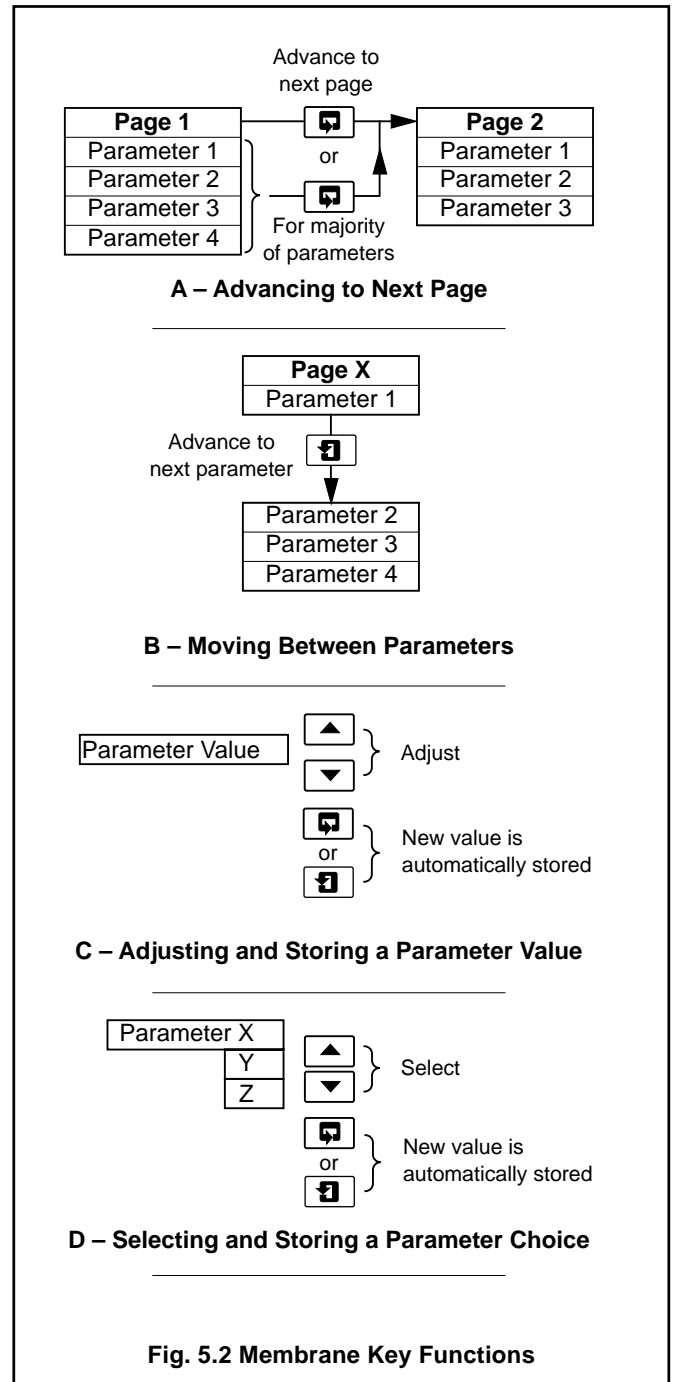 Advance to
next page
Page 1
Parameter 1
Parameter 2
Parameter 3
Parameter 4
or
For majority
of parameters
Page 2
Parameter 1
Parameter 2
Parameter 3
A – Advancing to Next Page
Page X
Parameter 1
Advance to
next parameter
Parameter 2
Parameter 3
Parameter 4
B – Moving Between Parameters
Parameter Value
Adjust
or
New value is
automatically stored
C – Adjusting and Storing a Parameter Value
Parameter X
Y
Z
Select
or
New value is
automatically stored
D – Selecting and Storing a Parameter Choice
Fig. 5.2 Membrane Key Functions